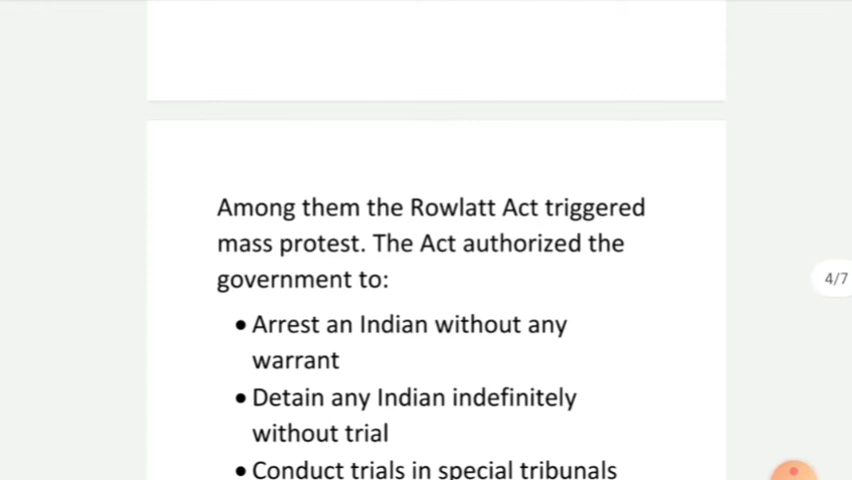 Among them the Rowlatt Act triggered
mass protest. The Act authorized the
government to:
• Arrest an Indian without any
warrant
• Detain any Indian indefinitely
without trial
• Conduct trials in special tribunals
4/7